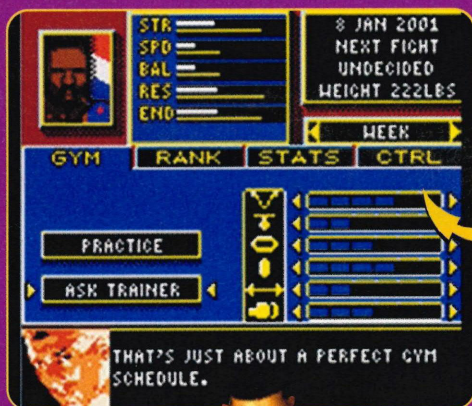 STR
SPD
BAL
RES
END
8 JAN 2001
NEXT FIGHT
UNDECIDED
WEIGHT 222LBS
WEEK
GYM RANK STATS CTRL
PRACTICE
ASK TRAINER
THAT'S JUST ABOUT A PERFECT GYM
SCHEDULE.